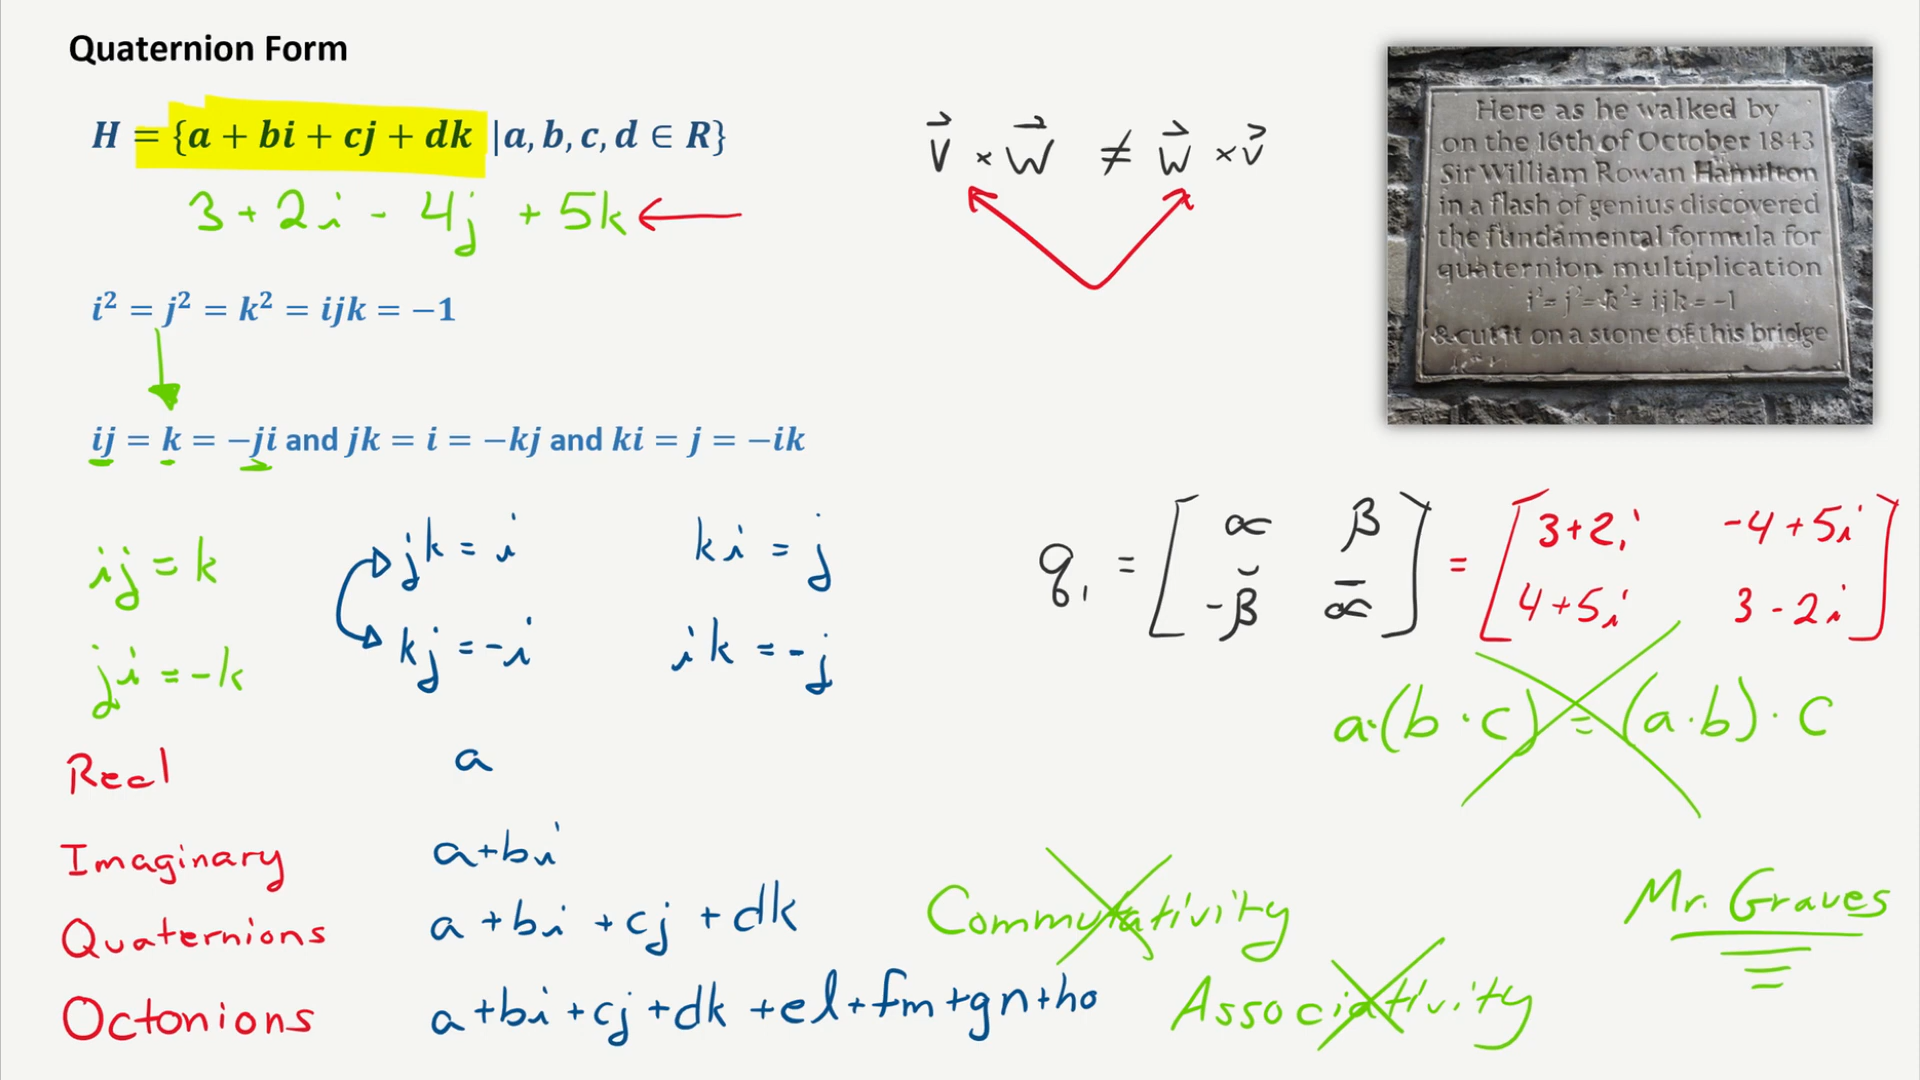 Quaternion Form
H = {a + bi + cj + dk |a, b, c, d ∈ R}
3 + 2i - 4j + 5k
i² = j² = k² = ijk = −1
ij = k = −ji and jk = i = −kj and ki = j = −ik
ij = k
ji = -k
jk = i
kj = -i
ki = j
ik = -j
v⃗ × w⃗ ≠ w⃗ × v⃗
Here as he walked by
on the 16th of October 1843
Sir William Rowan Hamilton
in a flash of genius discovered
the fundamental formula for
quaternion multiplication
i² = j² = k² = ijk = −1
& cut it on a stone of this bridge
q₁ = [α β
-β̄ ᾱ] = [3+2i -4+5i
4+5i 3-2i]
a·(b·c) = (a·b)·c
Real a
Imaginary a+bi
Quaternions a+bi+cj+dk Commutativity
Octonions a+bi+cj+dk+el+fm+gn+ho Associativity
Mr. Graves